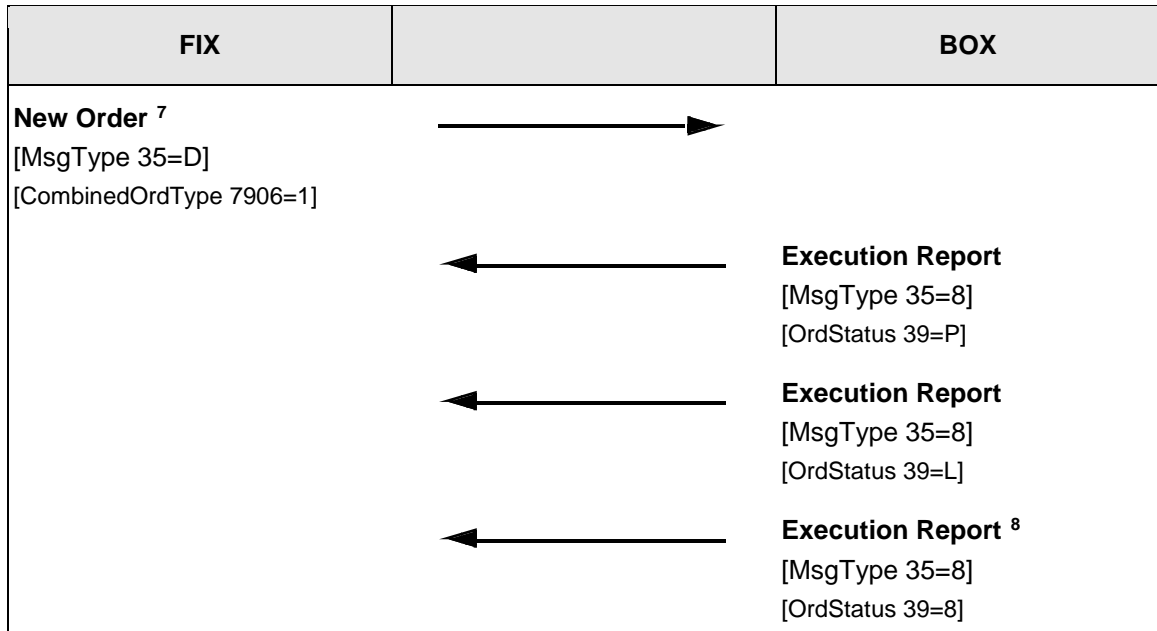 FIX BOX
New Order 7
[MsgType 35=D]
[CombinedOrdType 7906=1]
Execution Report
[MsgType 35=8]
[OrdStatus 39=P]
Execution Report
[MsgType 35=8]
[OrdStatus 39=L]
Execution Report 8
[MsgType 35=8]
[OrdStatus 39=8]